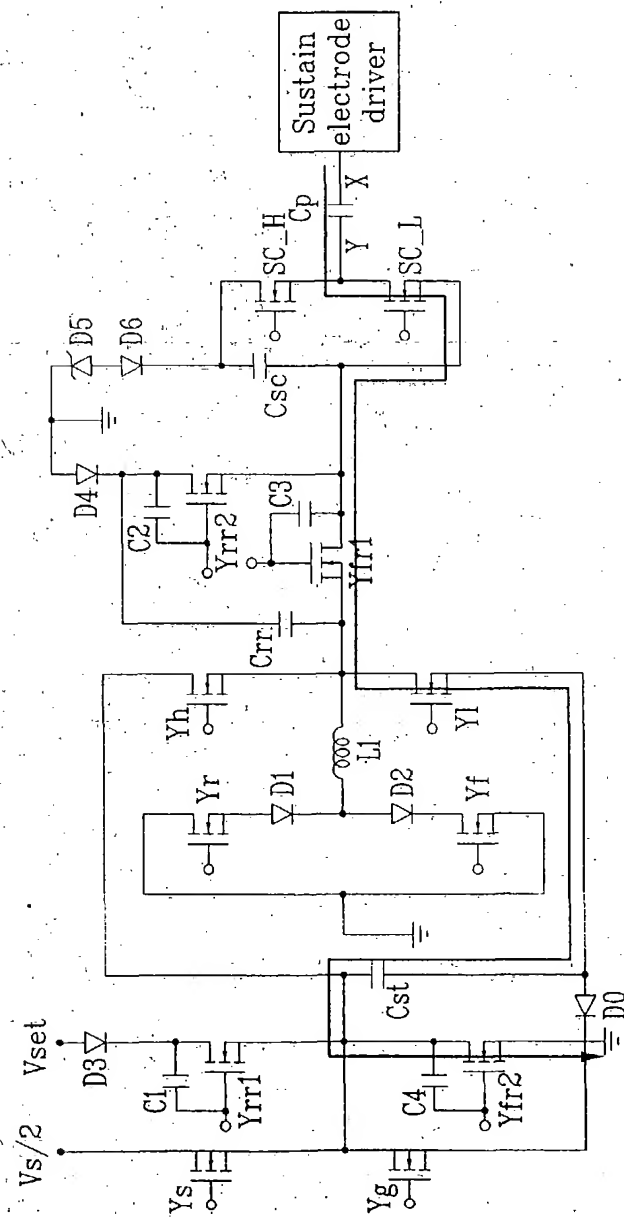 Sustain
electrode
driver
Cp
X
Y
SC_H
SC_L
D5
D6
Csc
D4
C2
Yrr2
C3
Yfr1
Crr
Yh
Yl
L1
Yr
D1
D2
Yf
Cst
D0
Vset
D3
C1
Yrr1
C4
Yfr2
Vs/2
Ys
Yg